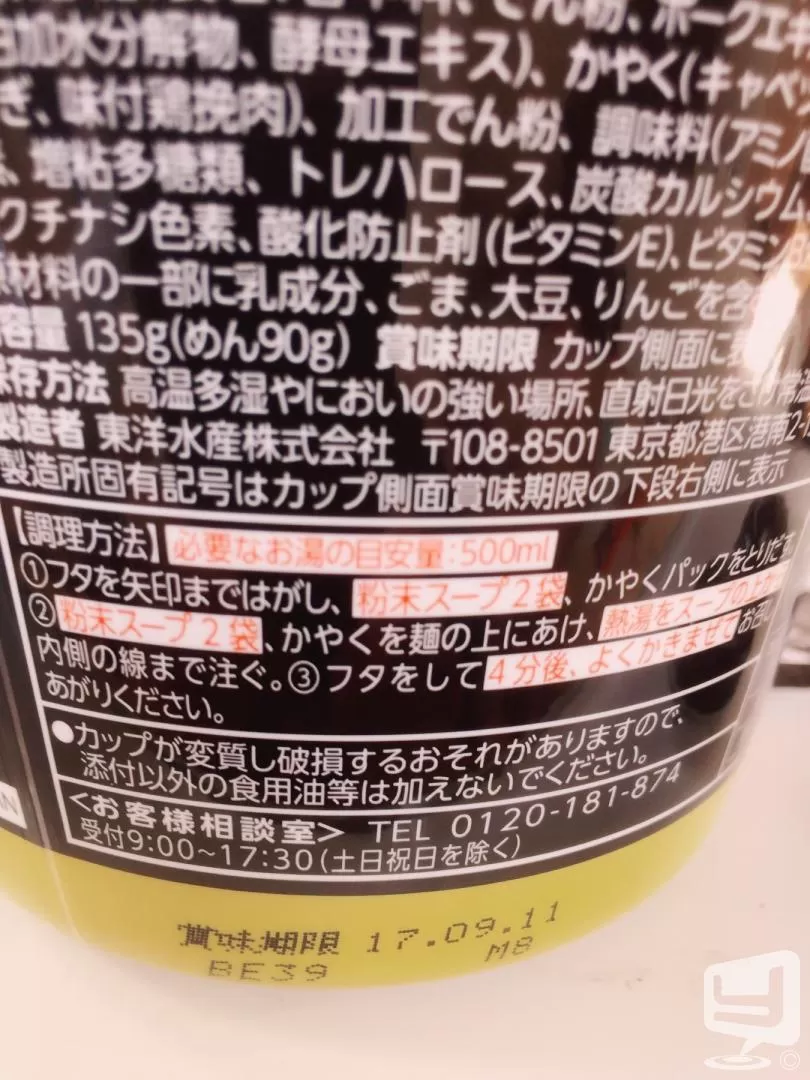 でん粉、ポークエキ
加水分解物、酵母エキス)、かやく(キャベ
ぎ、味付鶏挽肉)、加工でん粉、調味料(アミノ
増粘多糖類、トレハロース、炭酸カルシウム
クチナシ色素、酸化防止剤(ビタミンE)、ビタミン
材料の一部に乳成分、ごま、大豆、りんごを含
容量 135g(めん90g) 賞味期限 カップ側面に
保存方法 高温多湿やにおいの強い場所、直射日光をさけ常温
製造者 東洋水産株式会社 〒108-8501 東京都港区港南2-
製造所固有記号はカップ側面賞味期限の下段右側に表示
【調理方法】必要なお湯の目安量:500ml
①フタを矢印まではがし、粉末スープ2袋、かやくパックをとりだす。
②粉末スープ2袋、かやくを麺の上にあけ、熱湯をスープの上から
内側の線まで注ぐ。③フタをして4分後、よくかきまぜてお召し
あがりください。
●カップが変質し破損するおそれがありますので、
添付以外の食用油等は加えないでください。
<お客様相談室> TEL 0120-181-874
受付9:00~17:30(土日祝日を除く)
賞味期限 17.09.11
BE39 M8